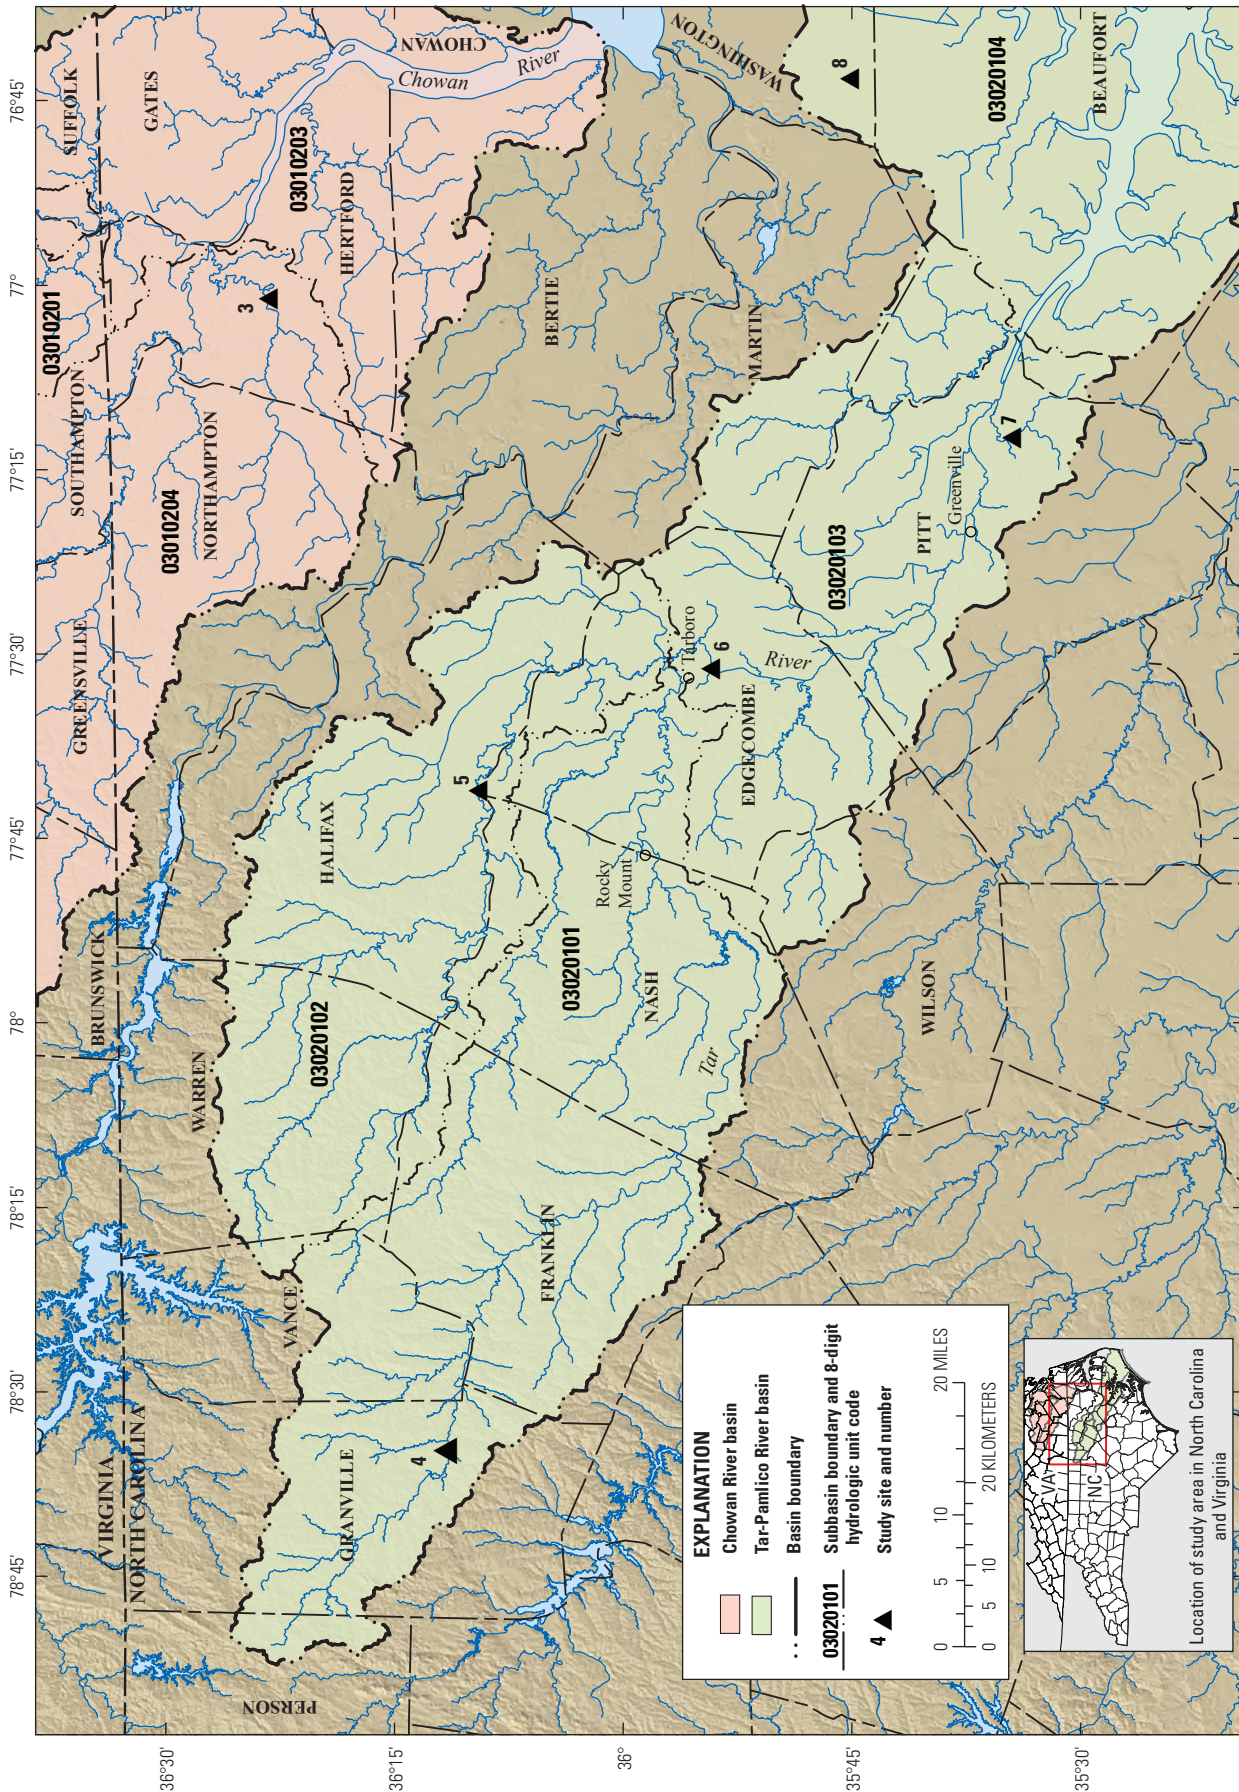 78°45'
78°30'
78°15'
78°
77°45'
77°30'
77°15'
77°
76°45'
36°30'
36°15'
36°
35°45'
35°30'
VIRGINIA
NORTH CAROLINA
BRUNSWICK
GREENSVILLE
SOUTHAMPTON
03010201
SUFFOLK
GATES
CHOWAN
Chowan
River
03010203
HERTFORD
3
03010204
NORTHAMPTON
PERSON
GRANVILLE
4
VANCE
WARREN
03020102
HALIFAX
5
FRANKLIN
NASH
03020101
Tar
Rocky
Mount
Tarboro
6
EDGECOMBE
River
BERTIE
MARTIN
WASHINGTON
8
03020104
BEAUFORT
03020103
PITT
Greenville
7
WILSON
EXPLANATION
Chowan River basin
Tar-Pamlico River basin
Basin boundary
03020101
Subbasin boundary and 8-digit
hydrologic unit code
4
Study site and number
0 5 10 20 MILES
0 5 10 20 KILOMETERS
VA
NC
Location of study area in North Carolina
and Virginia